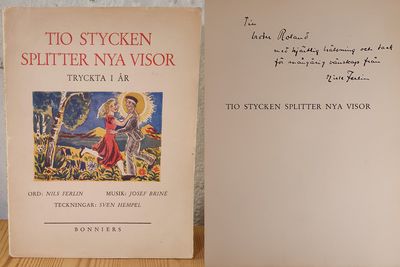 TIO STYCKEN
SPLITTER NYA VISOR
TRYCKTA I ÅR
ORD: NILS FERLIN MUSIK: JOSEF BRINÉ
TECKNINGAR: SVEN HEMPEL
BONNIERS
Till
Roland
med hjärtlig hälsning och tack
för mångårig vänskap från
Nils Ferlin
TIO STYCKEN SPLITTER NYA VISOR